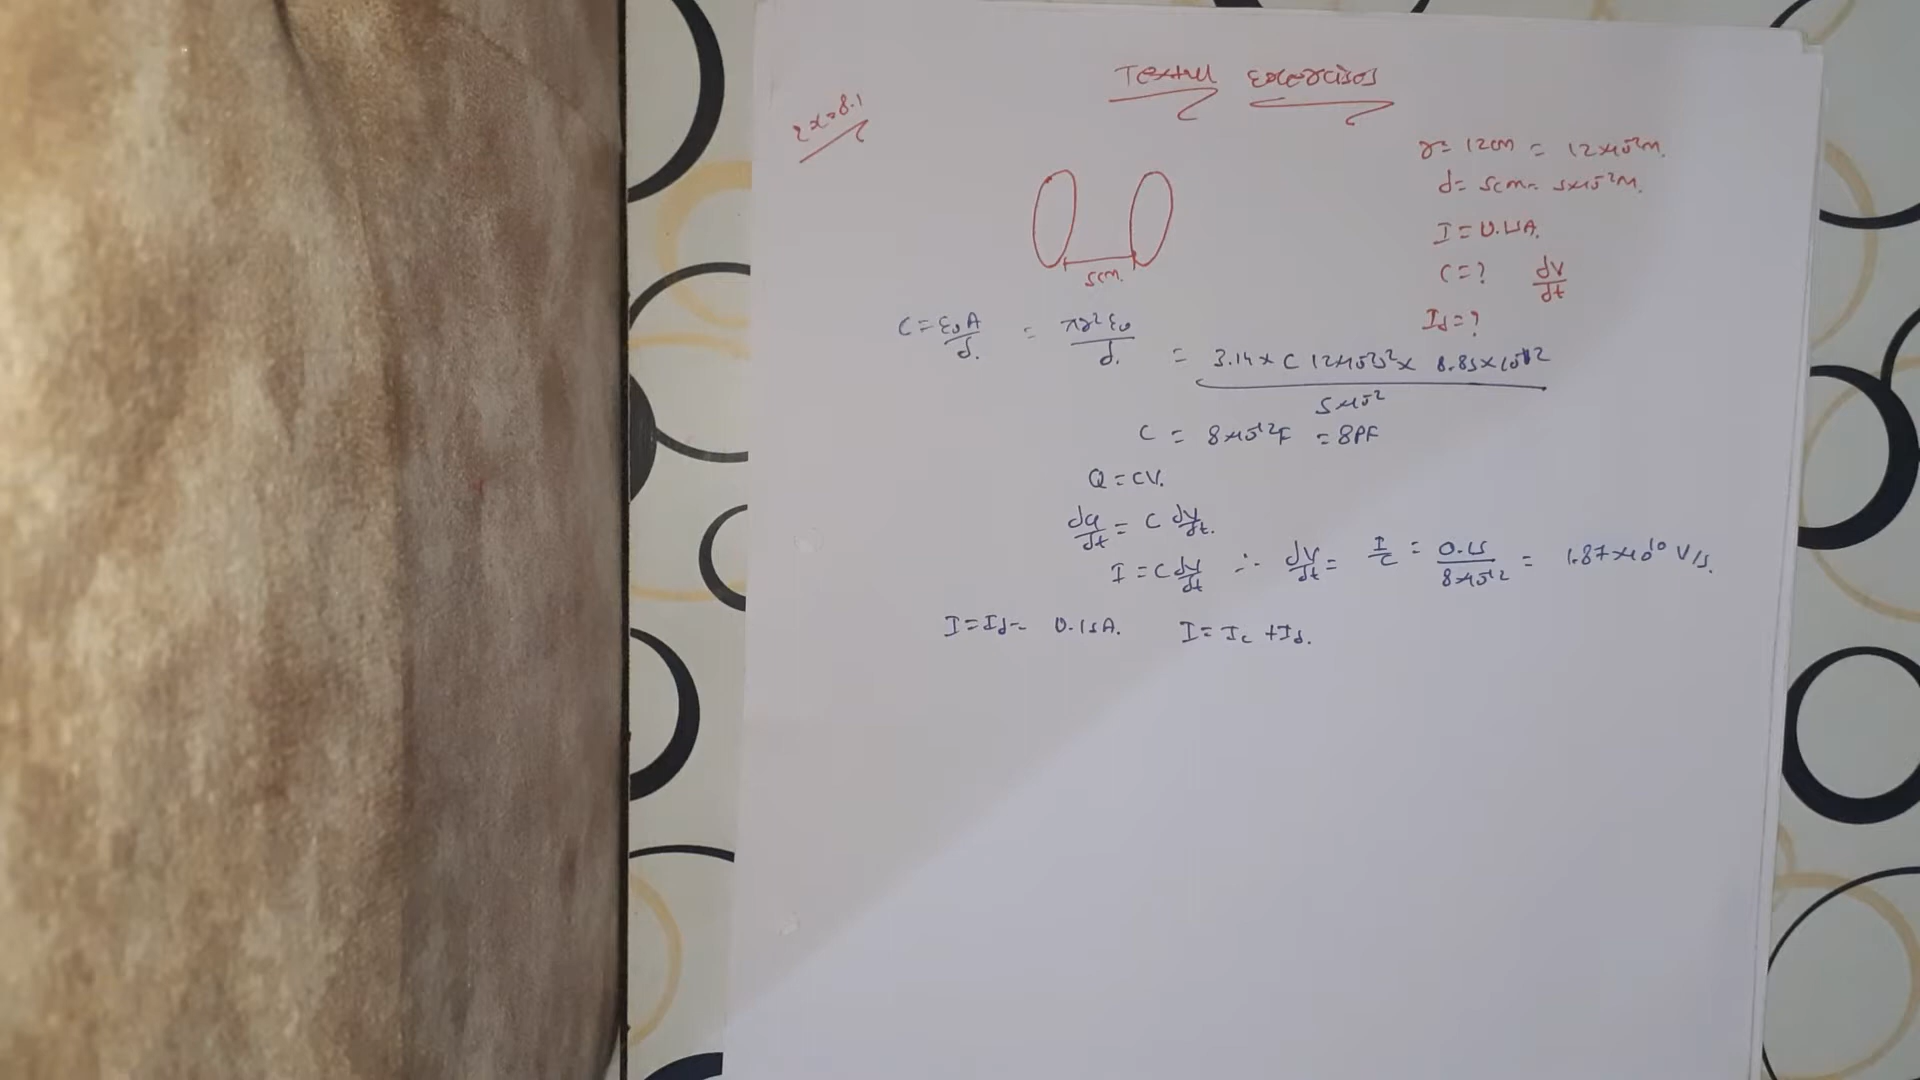 Textual exercises
Ex=8.1
r= 12cm = 12×10⁻²m.
d= 5cm= 5×10⁻²m.
I=0.15A.
C=? dV/dt
Id=?
5cm.
C=ε₀A/d. = πr²ε₀/d. = 3.14×(12×10⁻²)²× 8.85×10⁻¹²/5×10⁻²
C = 8×10⁻¹²F =8PF
Q=CV.
dq/dt = C dV/dt.
I=C dV/dt ∴ dV/dt= I/C = 0.15/8×10⁻¹² = 1.87×10¹⁰ V/s.
I=Id= 0.15A. I= Ic +Id.